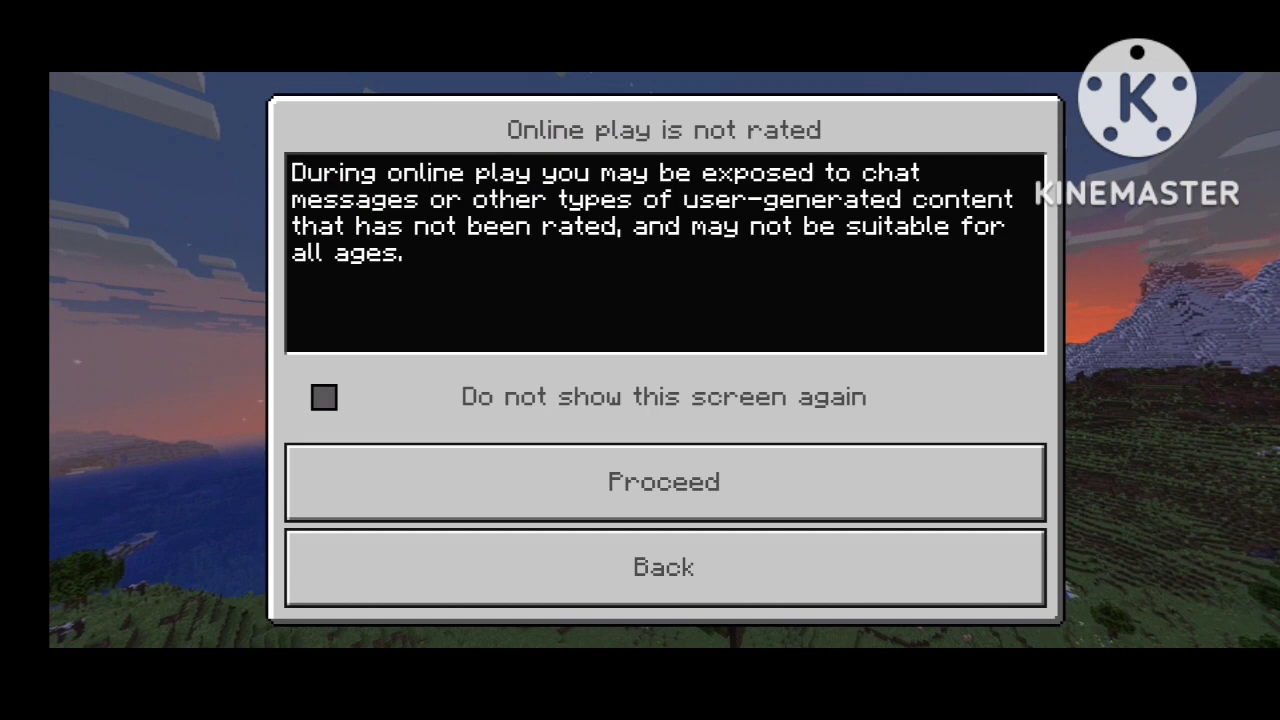 Online play is not rated
During online play you may be exposed to chat
messages or other types of user-generated content
that has not been rated, and may not be suitable for
all ages.
Do not show this screen again
Proceed
Back
K
KINEMASTER